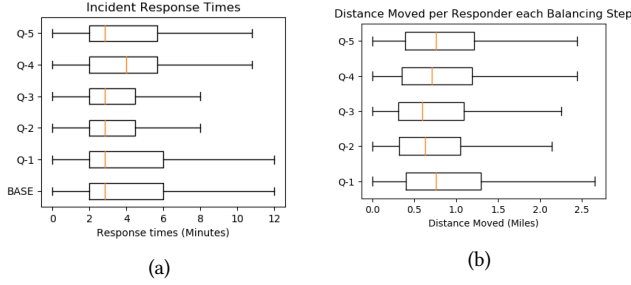 Incident Response Times
Q-5
Q-4
Q-3
Q-2
Q-1
BASE
0 2 4 6 8 10 12
Response times (Minutes)
(a)
Distance Moved per Responder each Balancing Step
Q-5
Q-4
Q-3
Q-2
Q-1
0.0 0.5 1.0 1.5 2.0 2.5
Distance Moved (Miles)
(b)